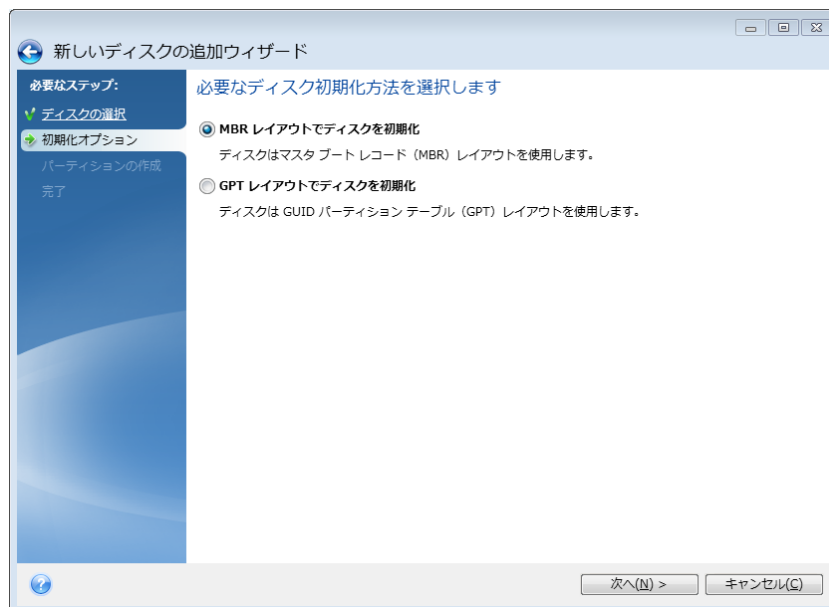 新しいディスクの追加ウィザード
必要なステップ:
ディスクの選択
初期化オプション
パーティションの作成
完了
必要なディスク初期化方法を選択します
MBR レイアウトでディスクを初期化
ディスクはマスタ ブート レコード（MBR）レイアウトを使用します。
GPT レイアウトでディスクを初期化
ディスクは GUID パーティション テーブル（GPT）レイアウトを使用します。
次へ(N) >
キャンセル(C)